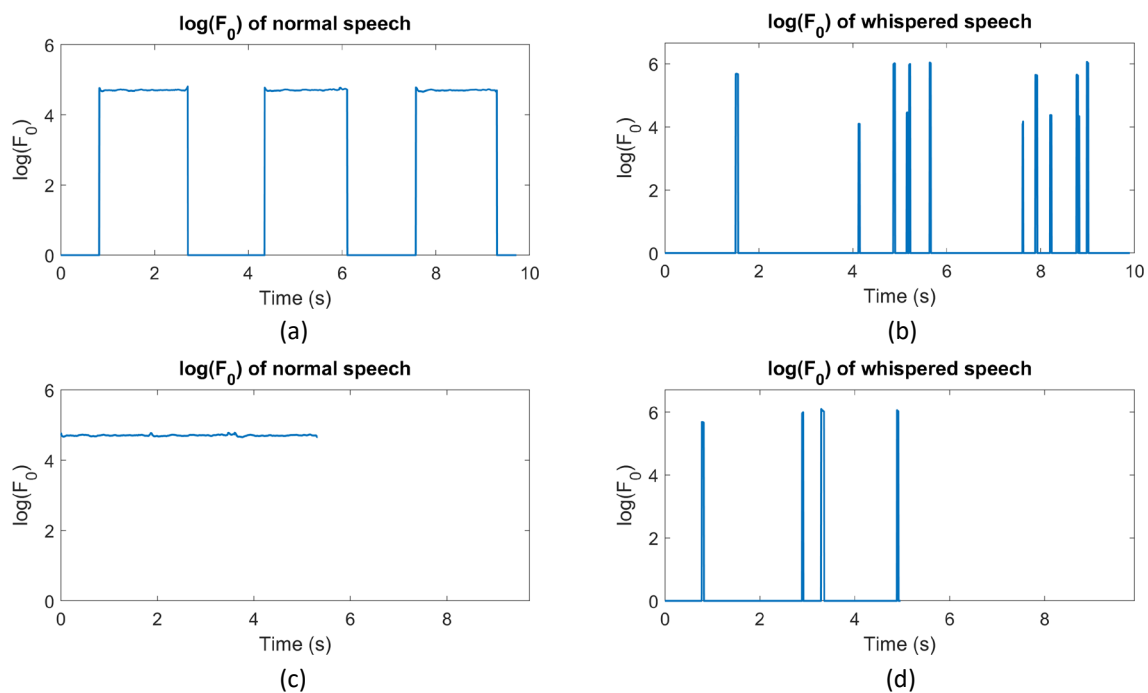 log(F0) of normal speech
log(F0)
6
4
2
0
0 2 4 6 8 10
Time (s)
(a)
log(F0) of whispered speech
log(F0)
6
4
2
0
0 2 4 6 8 10
Time (s)
(b)
log(F0) of normal speech
log(F0)
6
4
2
0
0 2 4 6 8
Time (s)
(c)
log(F0) of whispered speech
log(F0)
6
4
2
0
0 2 4 6 8
Time (s)
(d)